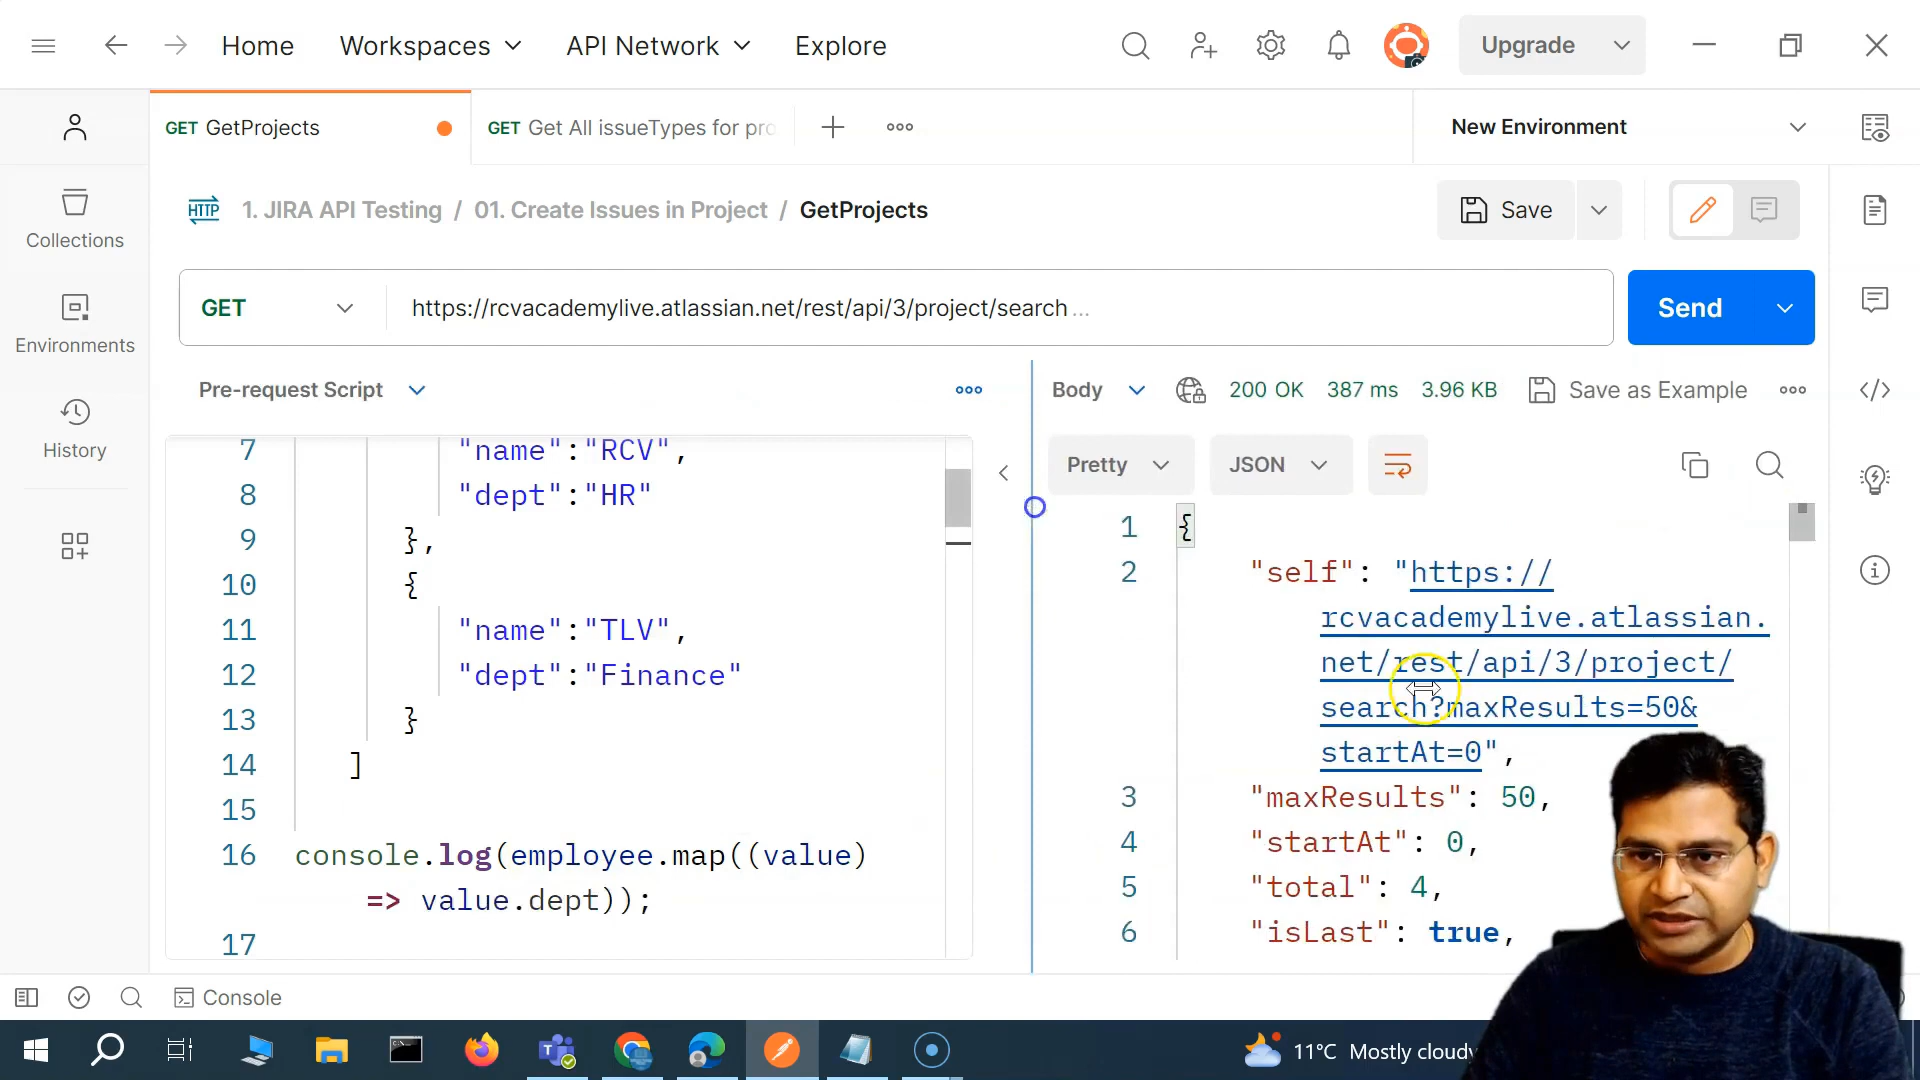 Home Workspaces API Network Explore Upgrade
GET GetProjects GET Get All issueTypes for pro New Environment
HTTP 1. JIRA API Testing / 01. Create Issues in Project / GetProjects Save
Collections
GET https://rcvacademylive.atlassian.net/rest/api/3/project/search ... Send
Environments
Pre-request Script Body 200 OK 387 ms 3.96 KB Save as Example
History
Pretty JSON
7 "name":"RCV",
8 "dept":"HR"
9 },
10 {
11 "name":"TLV",
12 "dept":"Finance"
13 }
14 ]
15
16 console.log(employee.map((value)
=> value.dept));
17
1 {
2 "self": "https://
rcvacademylive.atlassian.
net/rest/api/3/project/
search?maxResults=50&
startAt=0",
3 "maxResults": 50,
4 "startAt": 0,
5 "total": 4,
6 "isLast": true,
Console
11°C Mostly cloudy